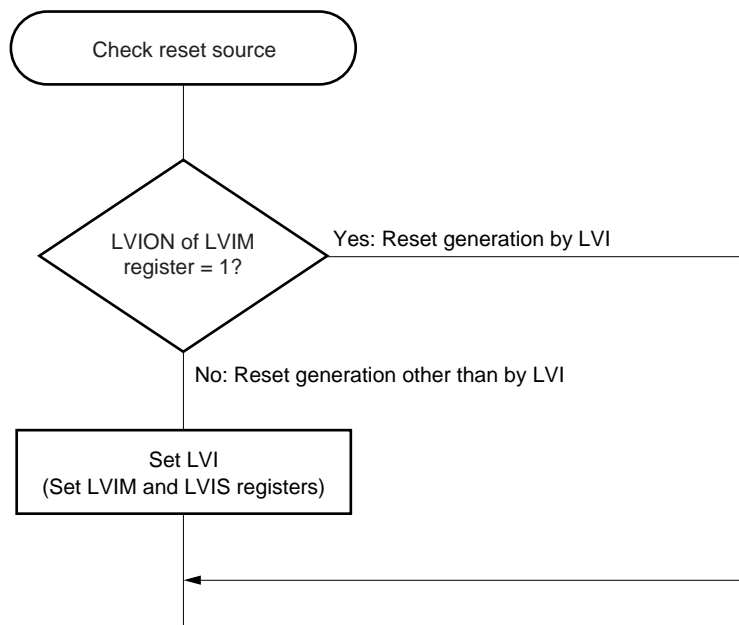 Check reset source
LVION of LVIM
register = 1?
Yes: Reset generation by LVI
No: Reset generation other than by LVI
Set LVI
(Set LVIM and LVIS registers)